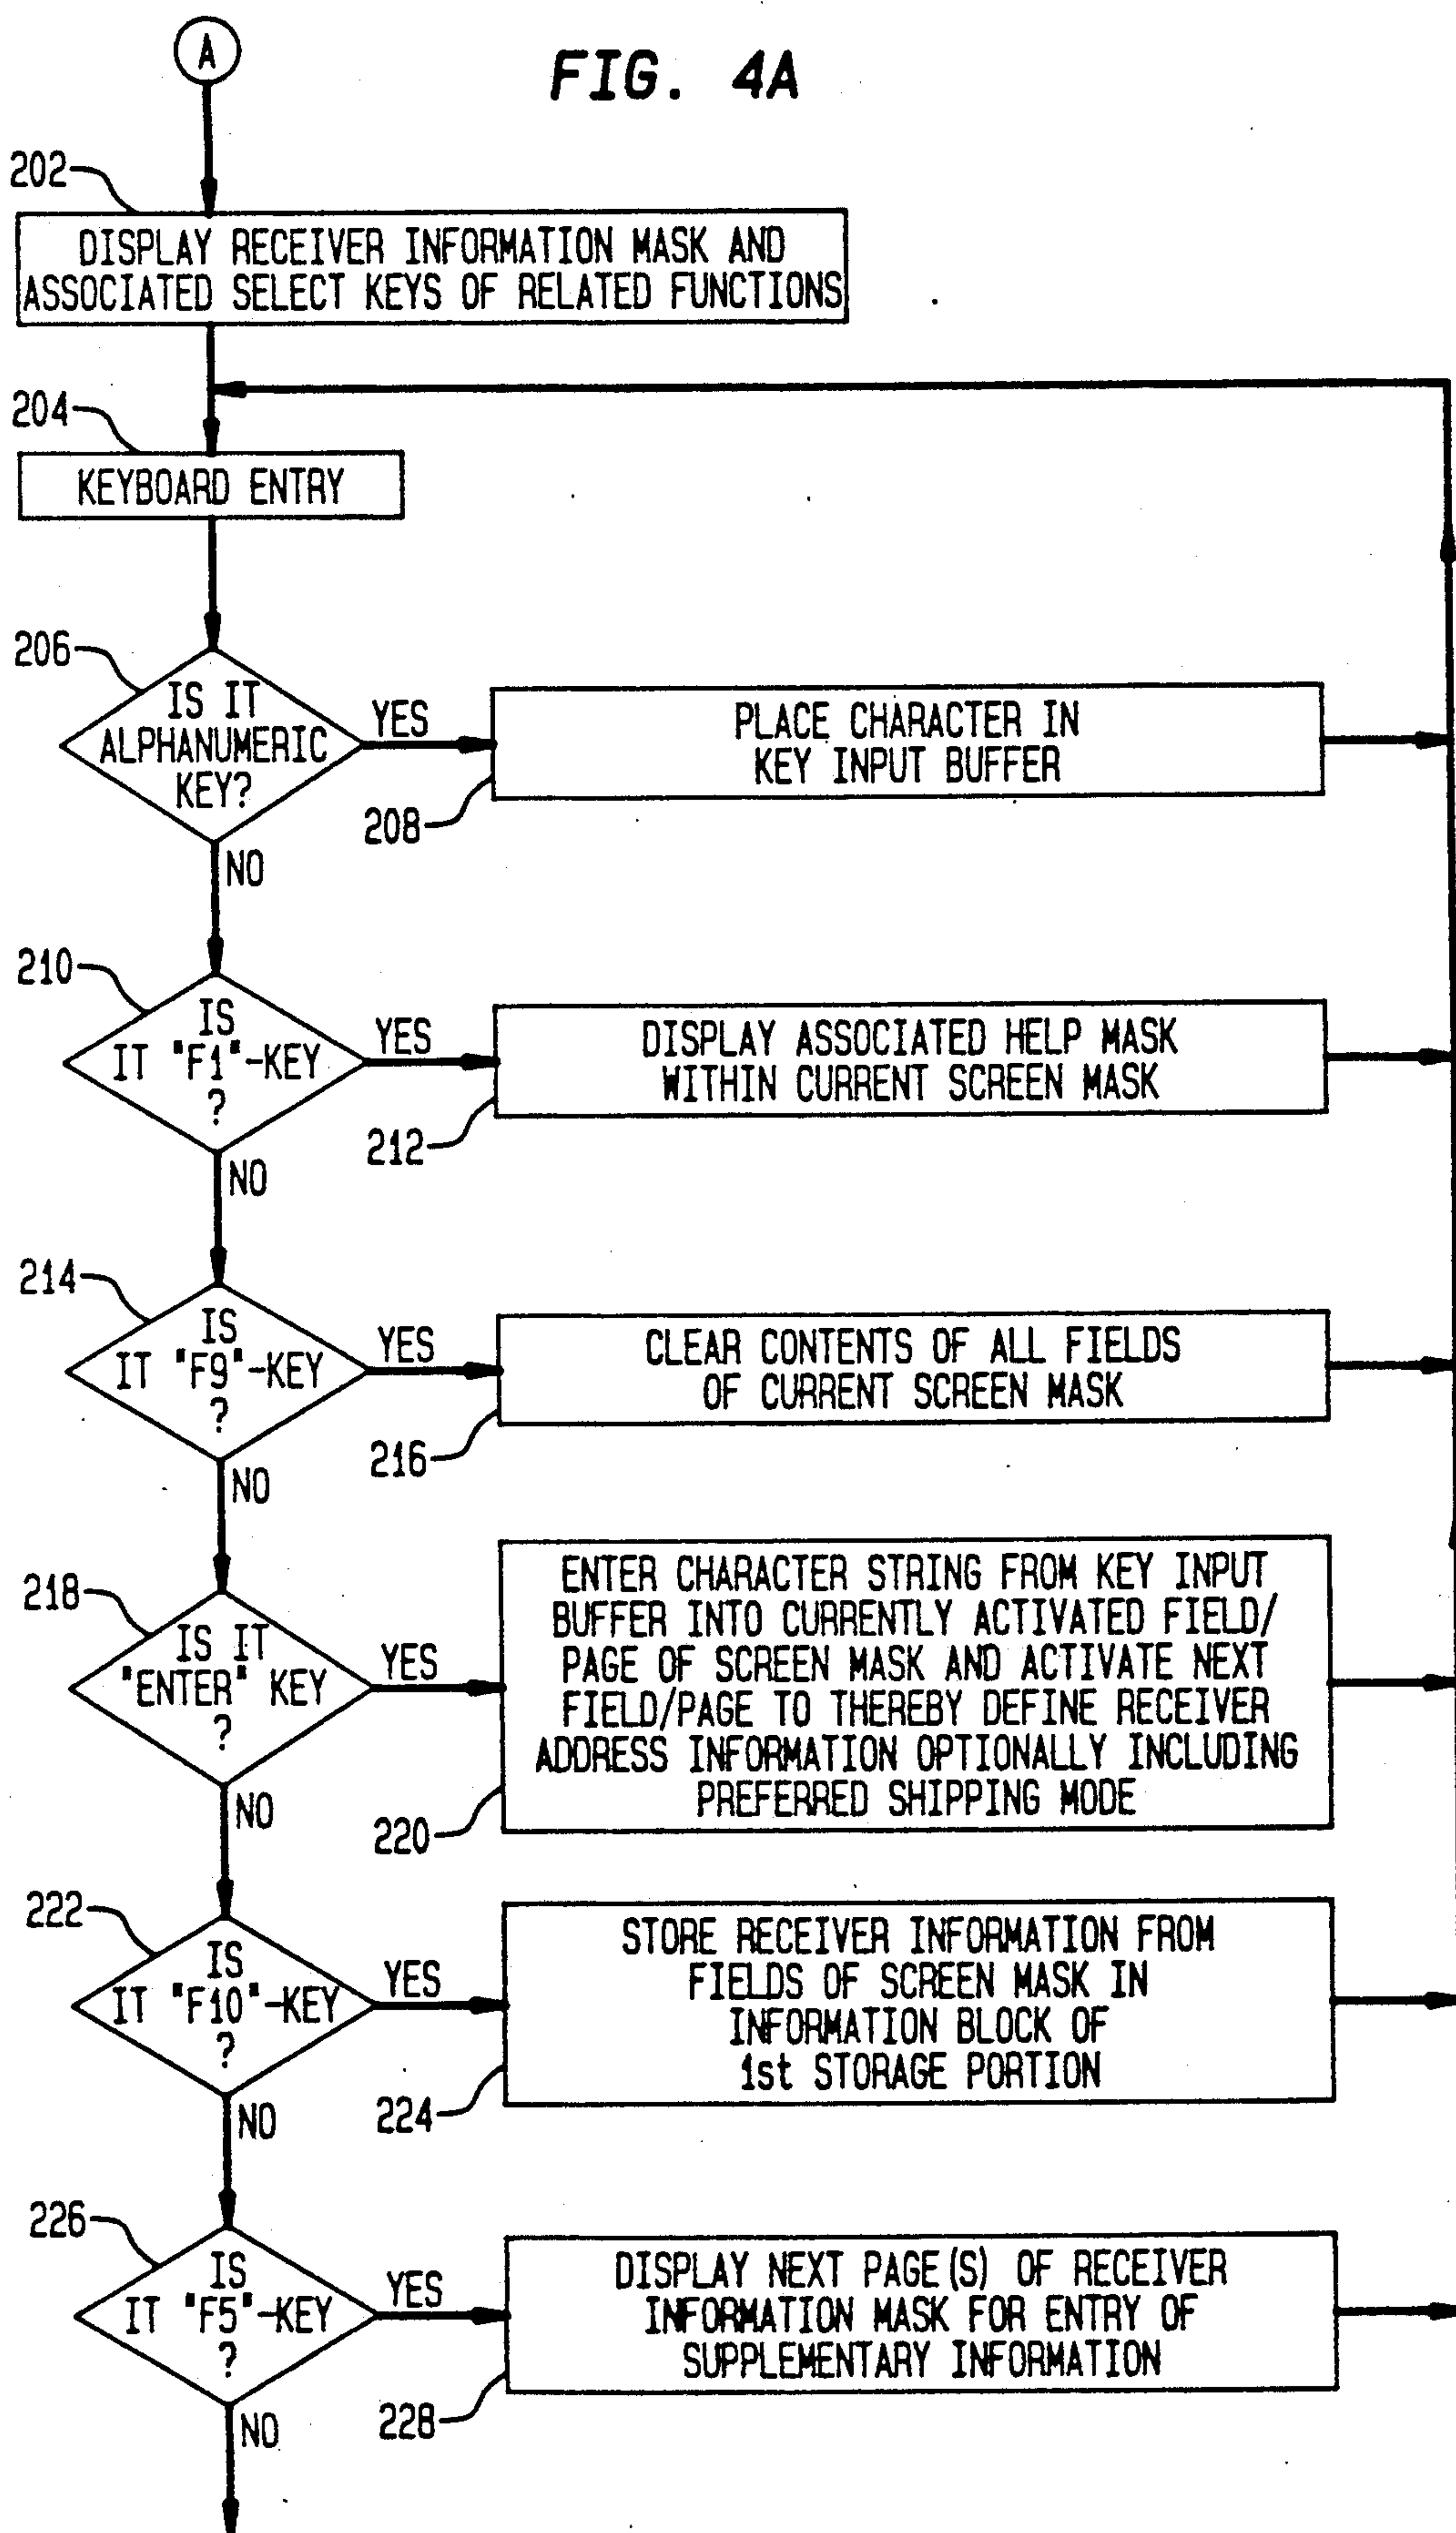 A
FIG. 4A
202
DISPLAY RECEIVER INFORMATION MASK AND
ASSOCIATED SELECT KEYS OF RELATED FUNCTIONS
204
KEYBOARD ENTRY
206
IS IT
ALPHANUMERIC
KEY?
YES
PLACE CHARACTER IN
KEY INPUT BUFFER
208
NO
210
IS
IT "F1"-KEY
?
YES
DISPLAY ASSOCIATED HELP MASK
WITHIN CURRENT SCREEN MASK
212
NO
214
IS
IT "F9"-KEY
?
YES
CLEAR CONTENTS OF ALL FIELDS
OF CURRENT SCREEN MASK
216
NO
218
IS IT
"ENTER" KEY
?
YES
ENTER CHARACTER STRING FROM KEY INPUT
BUFFER INTO CURRENTLY ACTIVATED FIELD/
PAGE OF SCREEN MASK AND ACTIVATE NEXT
FIELD/PAGE TO THEREBY DEFINE RECEIVER
ADDRESS INFORMATION OPTIONALLY INCLUDING
PREFERRED SHIPPING MODE
220
NO
222
IS
IT "F10"-KEY
?
YES
STORE RECEIVER INFORMATION FROM
FIELDS OF SCREEN MASK IN
INFORMATION BLOCK OF
1st STORAGE PORTION
224
NO
226
IS
IT "F5"-KEY
?
YES
DISPLAY NEXT PAGE(S) OF RECEIVER
INFORMATION MASK FOR ENTRY OF
SUPPLEMENTARY INFORMATION
228
NO